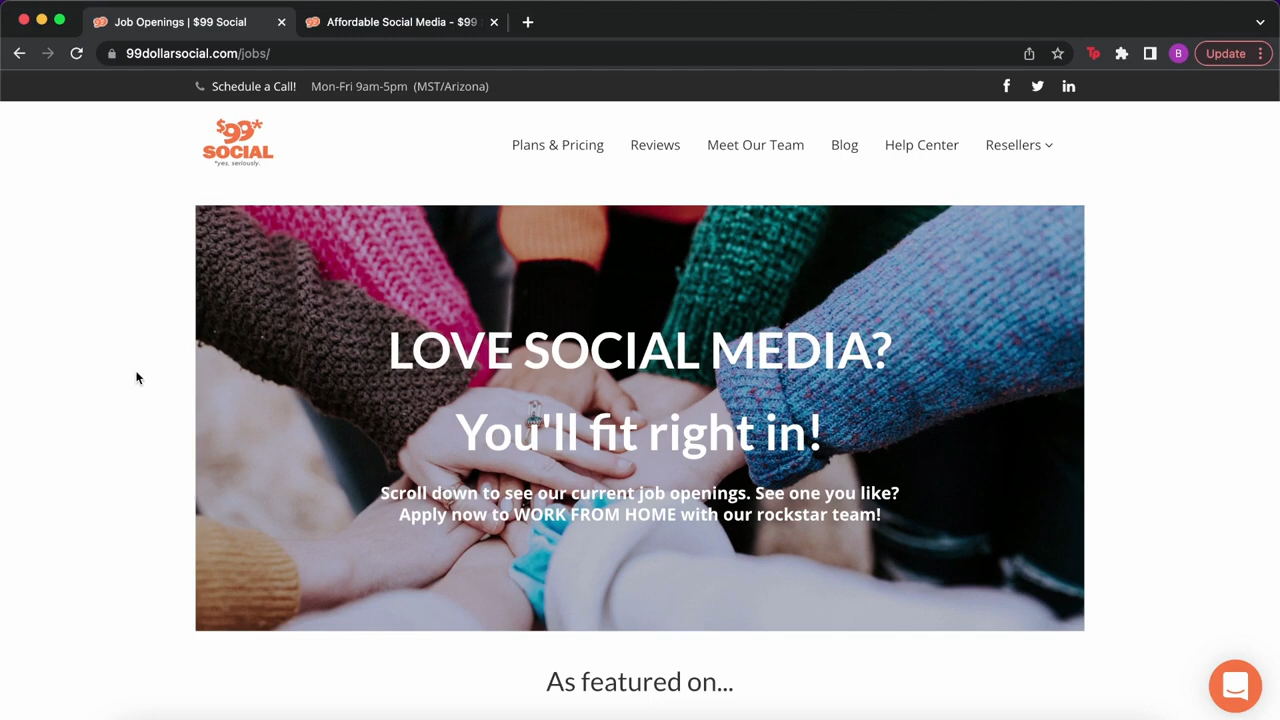 Job Openings | $99 Social
Affordable Social Media - $99
99dollarsocial.com/jobs/
B
Update
Schedule a Call!
Mon-Fri 9am-5pm (MST/Arizona)
$99*
SOCIAL
*yes, seriously.
Plans & Pricing
Reviews
Meet Our Team
Blog
Help Center
Resellers
LOVE SOCIAL MEDIA?
You'll fit right in!
Scroll down to see our current job openings. See one you like?
Apply now to WORK FROM HOME with our rockstar team!
As featured on...